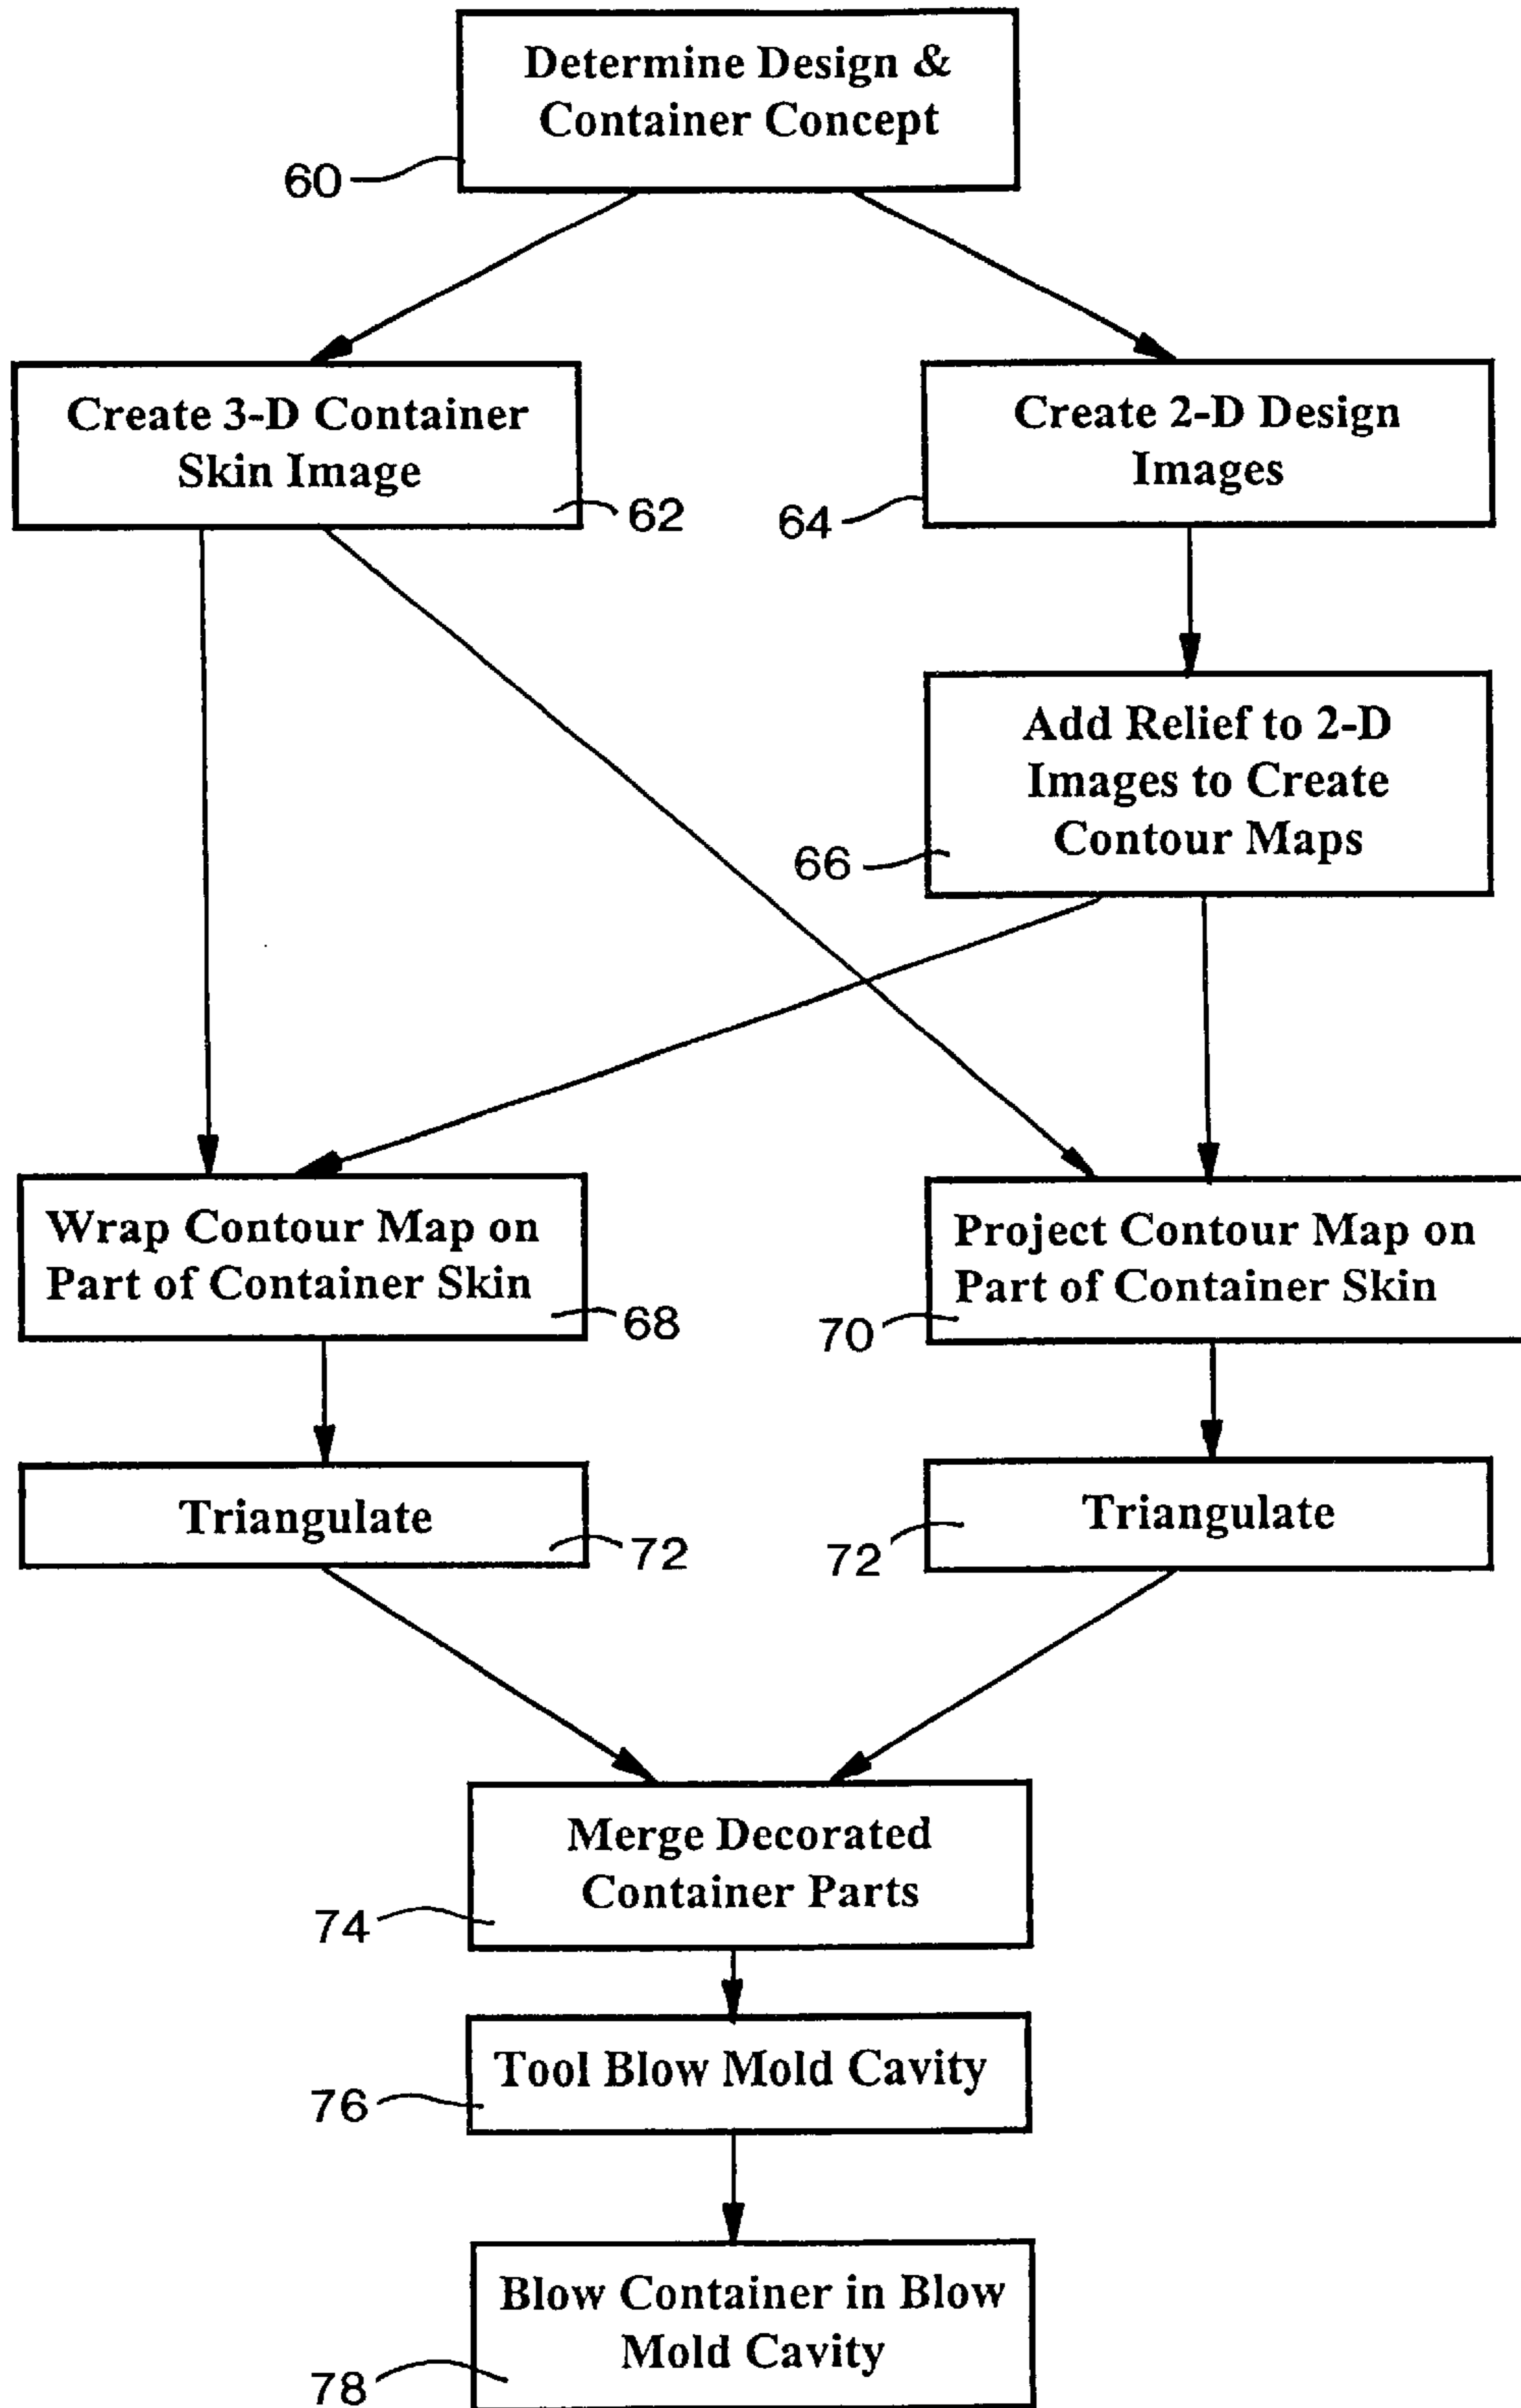 Determine Design &
Container Concept
60
Create 3-D Container
Skin Image
62
Create 2-D Design
Images
64
Add Relief to 2-D
Images to Create
Contour Maps
66
Wrap Contour Map on
Part of Container Skin
68
Project Contour Map on
Part of Container Skin
70
Triangulate
72
Triangulate
72
Merge Decorated
Container Parts
74
Tool Blow Mold Cavity
76
Blow Container in Blow
Mold Cavity
78